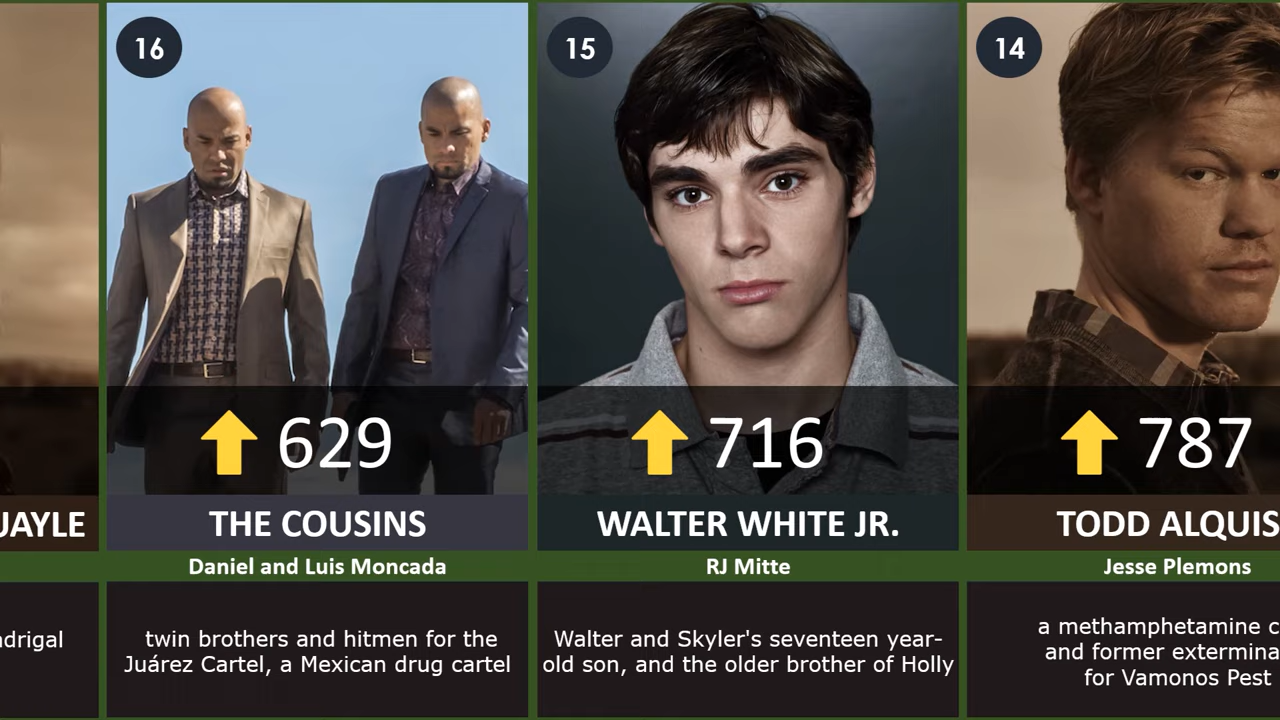 UAYLE
adrigal
16
629
THE COUSINS
Daniel and Luis Moncada
twin brothers and hitmen for the
Juárez Cartel, a Mexican drug cartel
15
716
WALTER WHITE JR.
RJ Mitte
Walter and Skyler's seventeen year-
old son, and the older brother of Holly
14
787
TODD ALQUIS
Jesse Plemons
a methamphetamine c
and former extermina
for Vamonos Pest